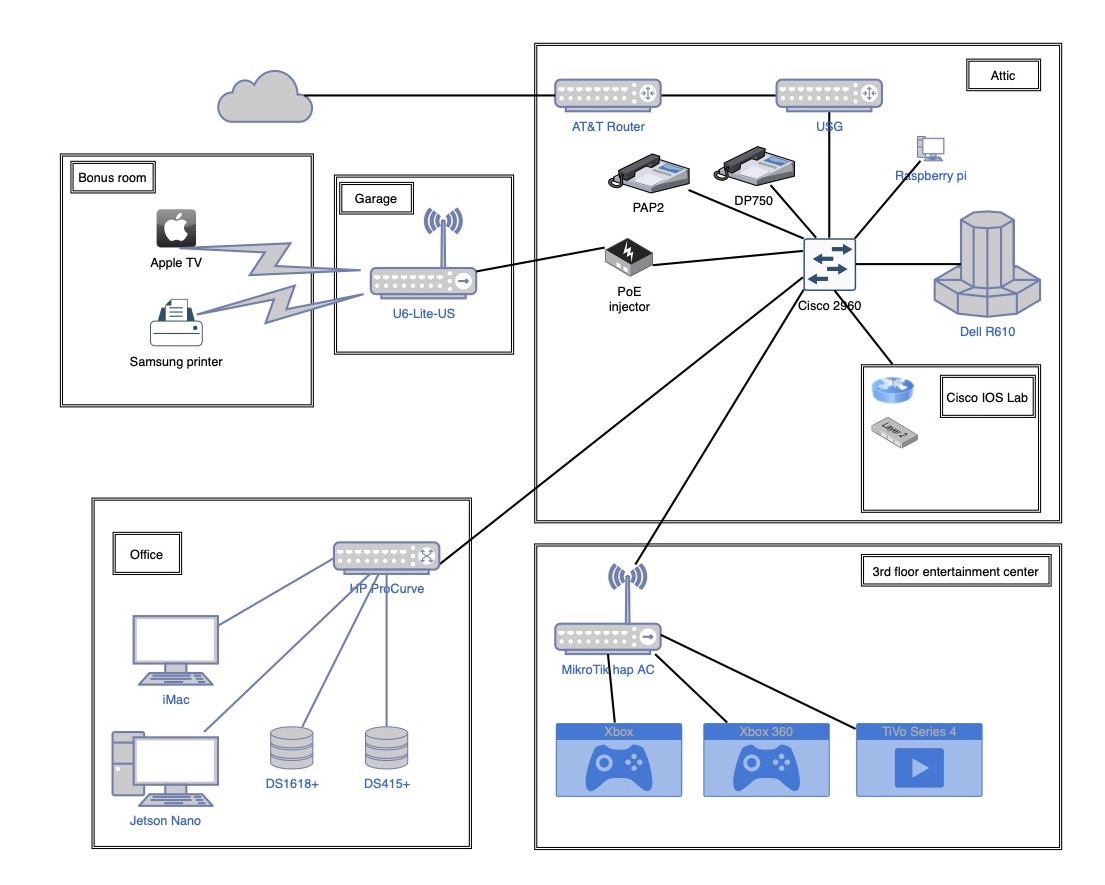 Attic
AT&T Router
USG
Bonus room
Raspberry pi
Garage
PAP2
DP750
Apple TV
PoE
injector
Cisco 2960
U6-Lite-US
Dell R610
Samsung printer
Cisco IOS Lab
Layer 2
Office
3rd floor entertainment center
HP ProCurve
MikroTik hap AC
iMac
Xbox
Xbox 360
TiVo Series 4
DS1618+
DS415+
Jetson Nano